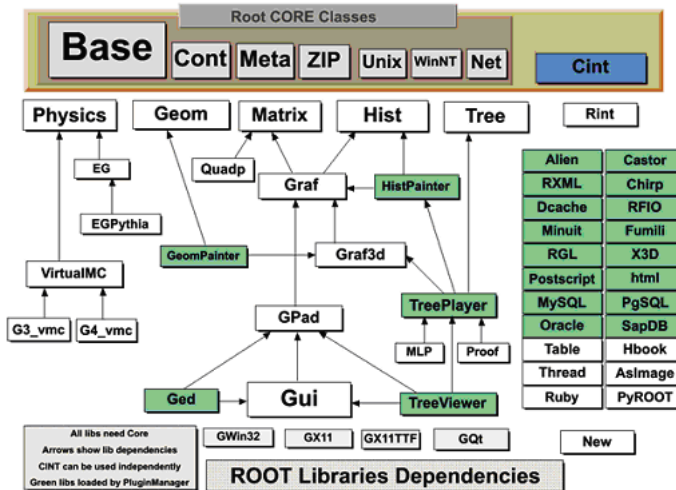 Root CORE Classes
Base Cont Meta ZIP Unix WinNT Net Cint
Physics Geom Matrix Hist Tree Rint
EG Quadp Graf HistPainter
EGPythia
GeomPainter Graf3d
VirtualMC
G3_vmc G4_vmc GPad TreePlayer
MLP Proof
Ged Gui TreeViewer
Alien Castor
RXML Chirp
Dcache RFIO
Minuit Fumili
RGL X3D
Postscript html
MySQL PgSQL
Oracle SapDB
Table Hbook
Thread AsImage
Ruby PyROOT
GWin32 GX11 GX11TTF GQt New
All libs need Core
Arrows show lib dependencies
CINT can be used independently
Green libs loaded by PluginManager
ROOT Libraries Dependencies